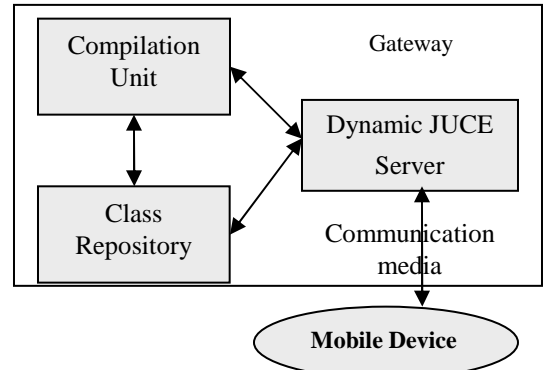 Compilation
Unit
Gateway
Dynamic JUCE
Server
Class
Repository
Communication
media
Mobile Device